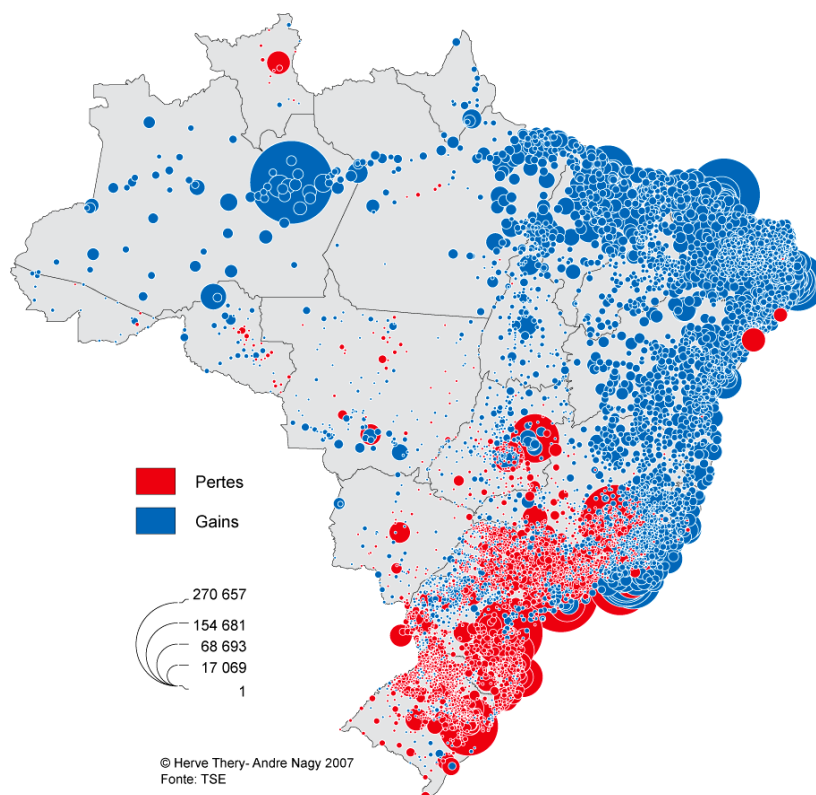 Pertes
Gains
270 657
154 681
68 693
17 069
1
© Herve Thery- Andre Nagy 2007
Fonte: TSE